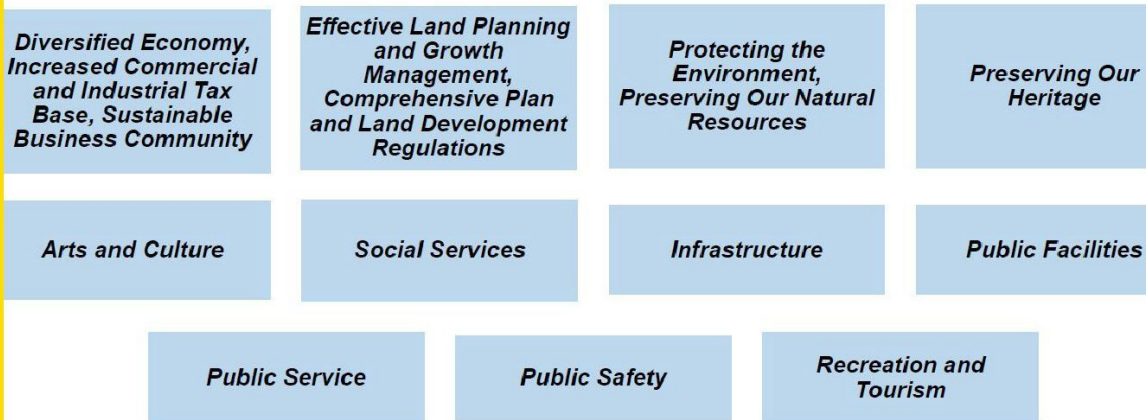 Diversified Economy,
Increased Commercial
and Industrial Tax
Base, Sustainable
Business Community
Effective Land Planning
and Growth
Management,
Comprehensive Plan
and Land Development
Regulations
Protecting the
Environment,
Preserving Our Natural
Resources
Preserving Our
Heritage
Arts and Culture
Social Services
Infrastructure
Public Facilities
Public Service
Public Safety
Recreation and
Tourism